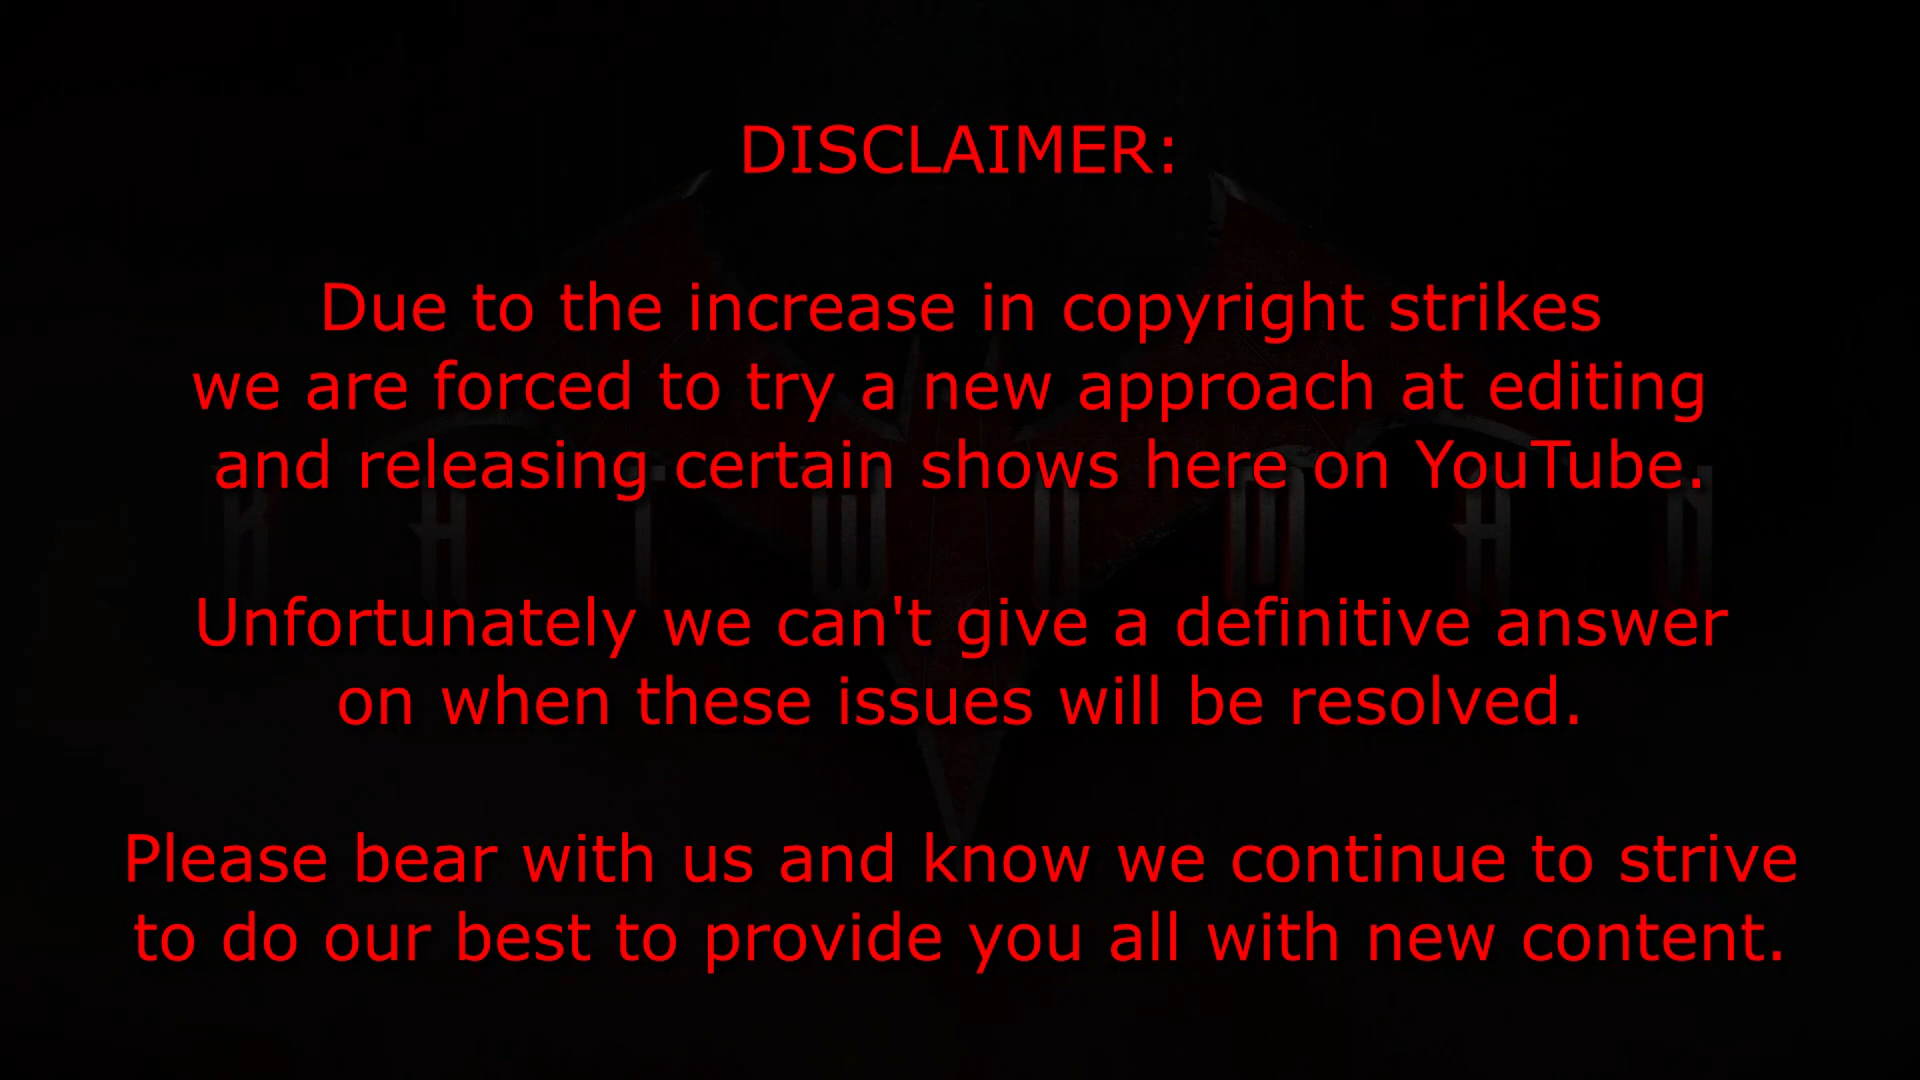 DISCLAIMER:
Due to the increase in copyright strikes
we are forced to try a new approach at editing
and releasing certain shows here on YouTube.
Unfortunately we can't give a definitive answer
on when these issues will be resolved.
Please bear with us and know we continue to strive
to do our best to provide you all with new content.